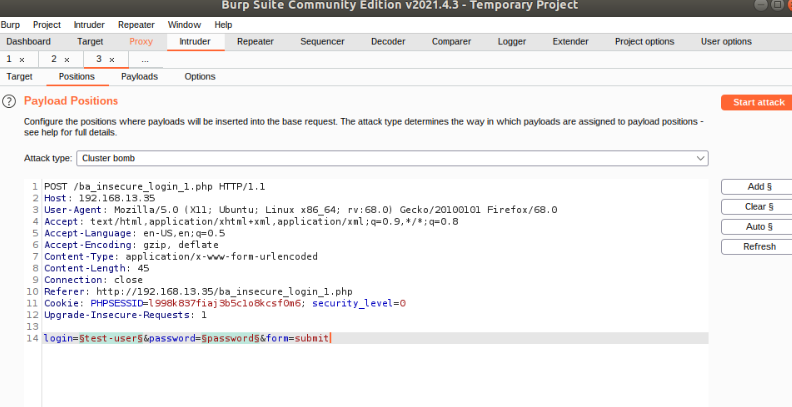 Burp Suite Community Edition v2021.4.3 - Temporary Project
Burp Project Intruder Repeater Window Help
Dashboard Target Proxy Intruder Repeater Sequencer Decoder Comparer Logger Extender Project options User options
1 × 2 × 3 × ...
Target Positions Payloads Options
? Payload Positions
Start attack
Configure the positions where payloads will be inserted into the base request. The attack type determines the way in which payloads are assigned to payload positions -
see help for full details.
Attack type: Cluster bomb
1 POST /ba_insecure_login_1.php HTTP/1.1
2 Host: 192.168.13.35
3 User-Agent: Mozilla/5.0 (X11; Ubuntu; Linux x86_64; rv:68.0) Gecko/20100101 Firefox/68.0
4 Accept: text/html,application/xhtml+xml,application/xml;q=0.9,*/*;q=0.8
5 Accept-Language: en-US,en;q=0.5
6 Accept-Encoding: gzip, deflate
7 Content-Type: application/x-www-form-urlencoded
8 Content-Length: 45
9 Connection: close
10 Referer: http://192.168.13.35/ba_insecure_login_1.php
11 Cookie: PHPSESSID=l998k837fiaj3b5c1o8kcsf0m6; security_level=0
12 Upgrade-Insecure-Requests: 1
13
14 login=§test-user§&password=§password§&form=submit
Add §
Clear §
Auto §
Refresh